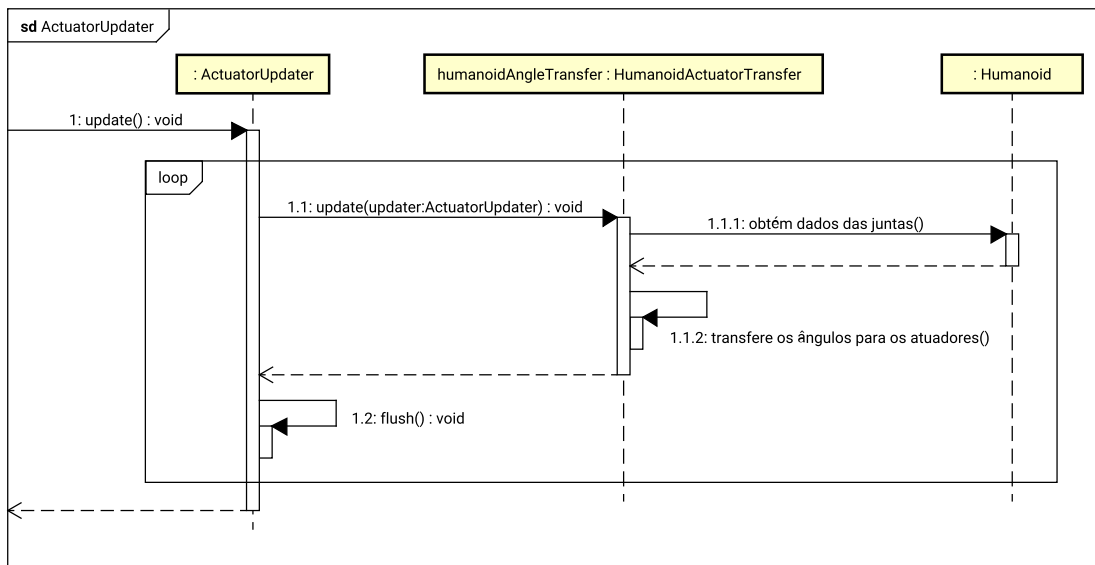 sd ActuatorUpdater
: ActuatorUpdater
humanoidAngleTransfer : HumanoidActuatorTransfer
: Humanoid
1: update() : void
loop
1.1: update(updater:ActuatorUpdater) : void
1.1.1: obtém dados das juntas()
1.1.2: transfere os ângulos para os atuadores()
1.2: flush() : void